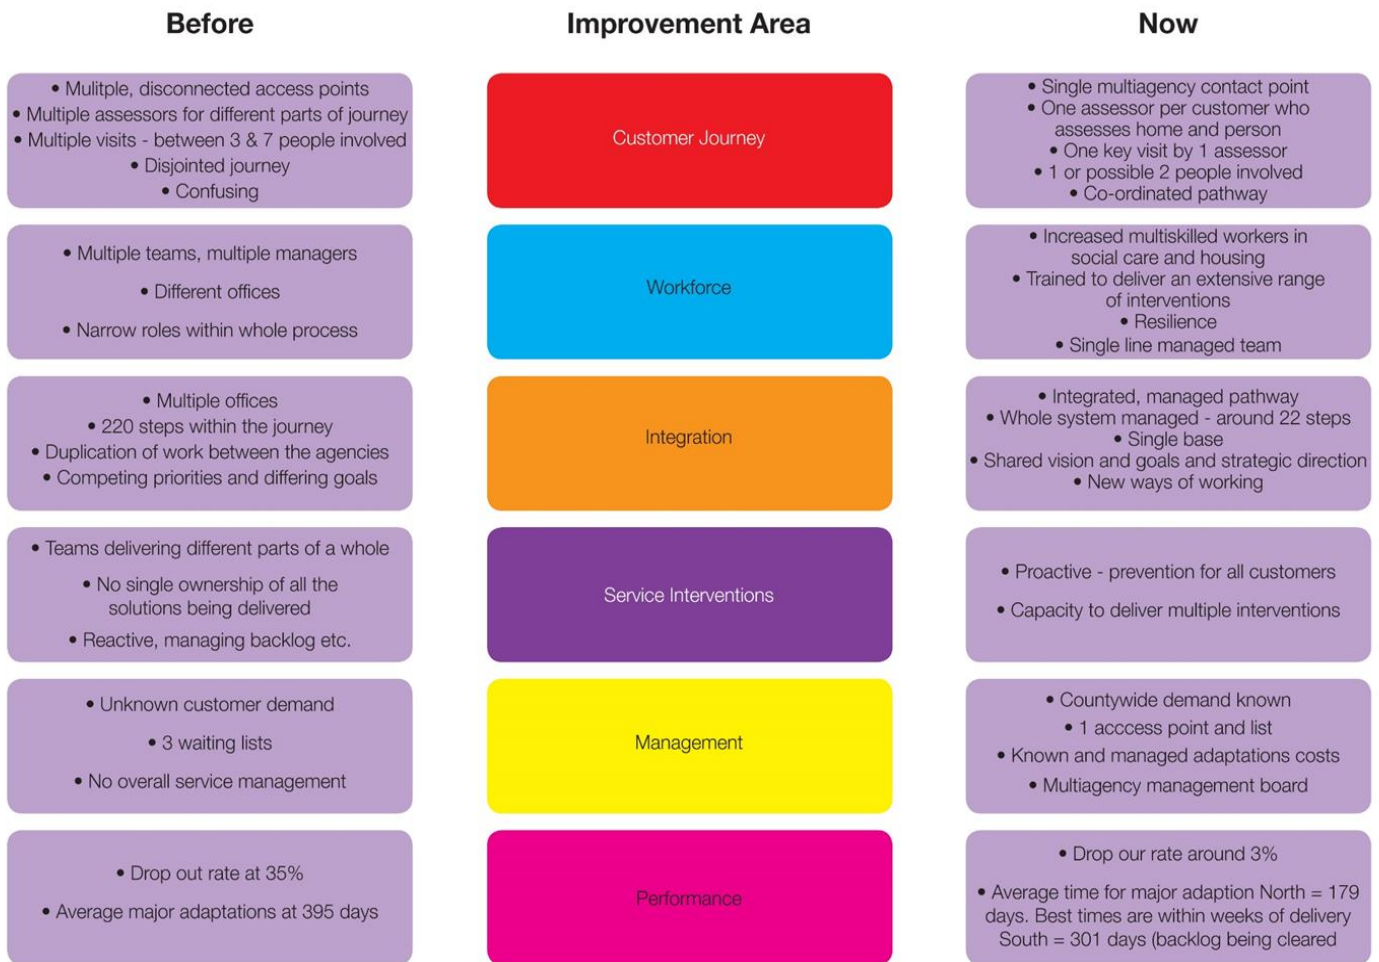 Before
Improvement Area
Now
• Mulitple, disconnected access points
• Multiple assessors for different parts of journey
• Multiple visits - between 3 & 7 people involved
• Disjointed journey
• Confusing
Customer Journey
• Single multiagency contact point
• One assessor per customer who
assesses home and person
• One key visit by 1 assessor
• 1 or possible 2 people involved
• Co-ordinated pathway
• Multiple teams, multiple managers
• Different offices
• Narrow roles within whole process
Workforce
• Increased multiskilled workers in
social care and housing
• Trained to deliver an extensive range
of interventions
• Resilience
• Single line managed team
• Multiple offices
• 220 steps within the journey
• Duplication of work between the agencies
• Competing priorities and differing goals
Integration
• Integrated, managed pathway
• Whole system managed - around 22 steps
• Single base
• Shared vision and goals and strategic direction
• New ways of working
• Teams delivering different parts of a whole
• No single ownership of all the
solutions being delivered
• Reactive, managing backlog etc.
Service Interventions
• Proactive - prevention for all customers
• Capacity to deliver multiple interventions
• Unknown customer demand
• 3 waiting lists
• No overall service management
Management
• Countywide demand known
• 1 acccess point and list
• Known and managed adaptations costs
• Multiagency management board
• Drop out rate at 35%
• Average major adaptations at 395 days
Performance
• Drop our rate around 3%
• Average time for major adaption North = 179
days. Best times are within weeks of delivery
South = 301 days (backlog being cleared